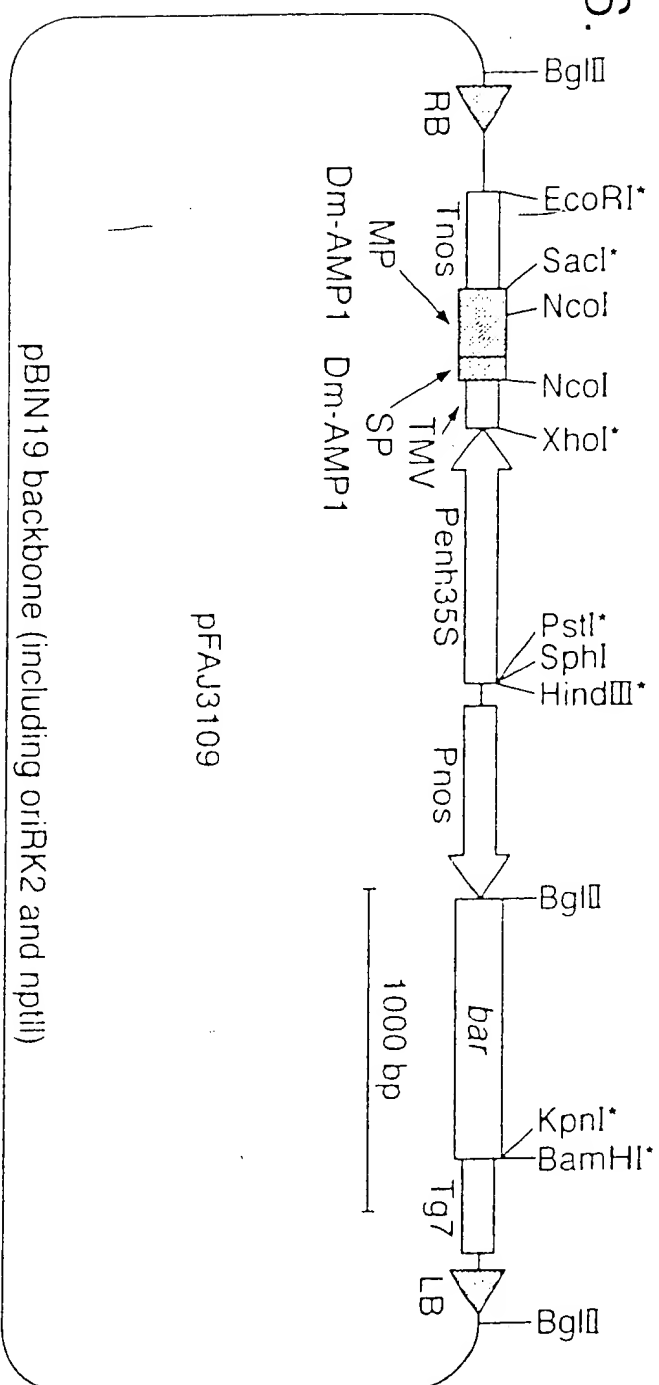 6.
BglII
RB
EcoRI*
Tnos
SacI*
NcoI
MP
Dm-AMP1
NcoI
SP
Dm-AMP1
TMV
XhoI*
Penh35S
PstI*
SphI
HindIII*
Pnos
BglII
bar
1000 bp
KpnI*
BamHI*
Tg7
LB
BglII
pFAJ3109
pBIN19 backbone (including oriRK2 and nptII)